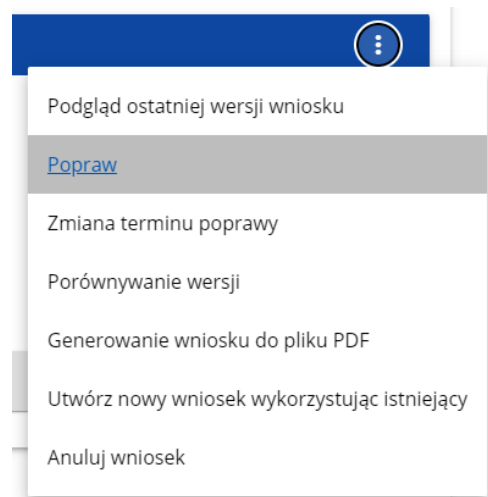 Podgląd ostatniej wersji wniosku
Popraw
Zmiana terminu poprawy
Porównywanie wersji
Generowanie wniosku do pliku PDF
Utwórz nowy wniosek wykorzystując istniejący
Anuluj wniosek